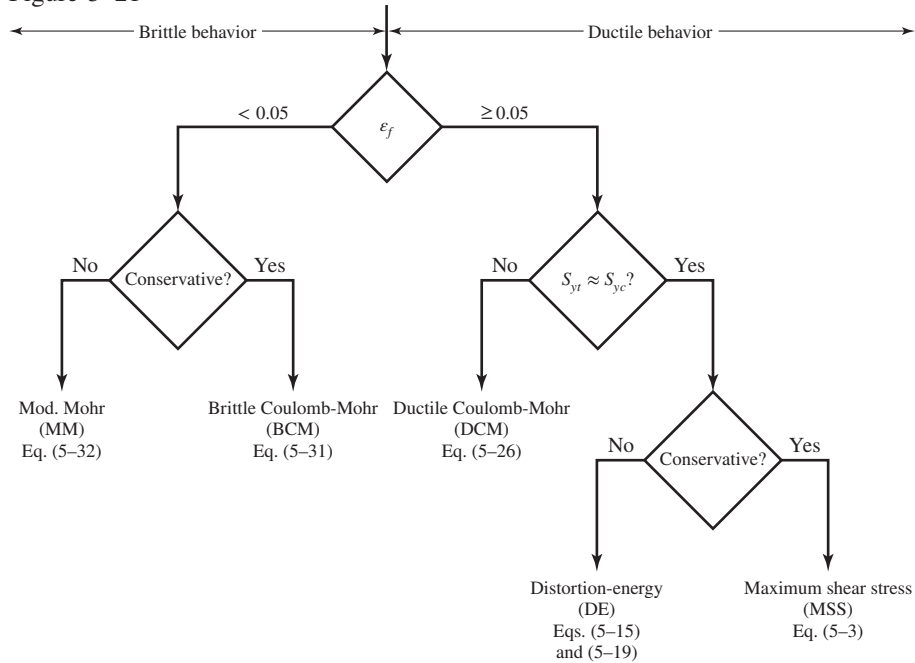 Figure 5–21
Brittle behavior
Ductile behavior
< 0.05
εf
≥ 0.05
No
Conservative?
Yes
No
Syt ≈ Syc?
Yes
Mod. Mohr
(MM)
Eq. (5–32)
Brittle Coulomb-Mohr
(BCM)
Eq. (5–31)
Ductile Coulomb-Mohr
(DCM)
Eq. (5–26)
No
Conservative?
Yes
Distortion-energy
(DE)
Eqs. (5–15)
and (5–19)
Maximum shear stress
(MSS)
Eq. (5–3)